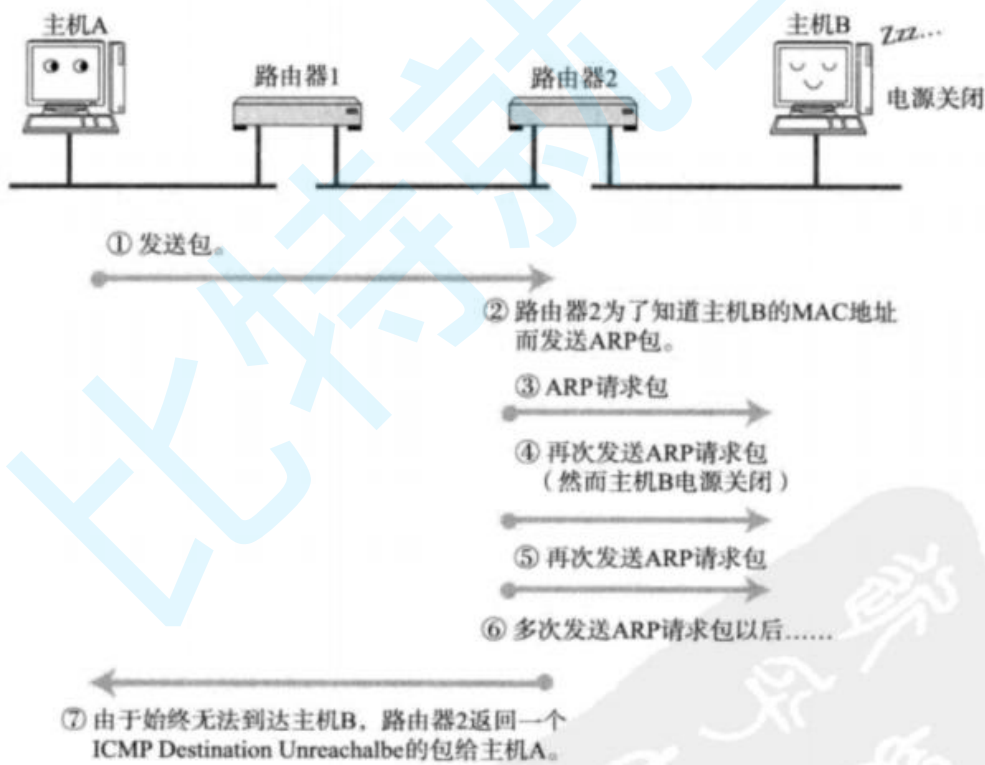 主机A
主机B
Zzz...
路由器1
路由器2
电源关闭
① 发送包。
② 路由器2为了知道主机B的MAC地址
而发送ARP包。
③ ARP请求包
④ 再次发送ARP请求包
（然而主机B电源关闭）
⑤ 再次发送ARP请求包
⑥ 多次发送ARP请求包以后……
⑦ 由于始终无法到达主机B，路由器2返回一个
ICMP Destination Unreachalbe的包给主机A。
比特就一